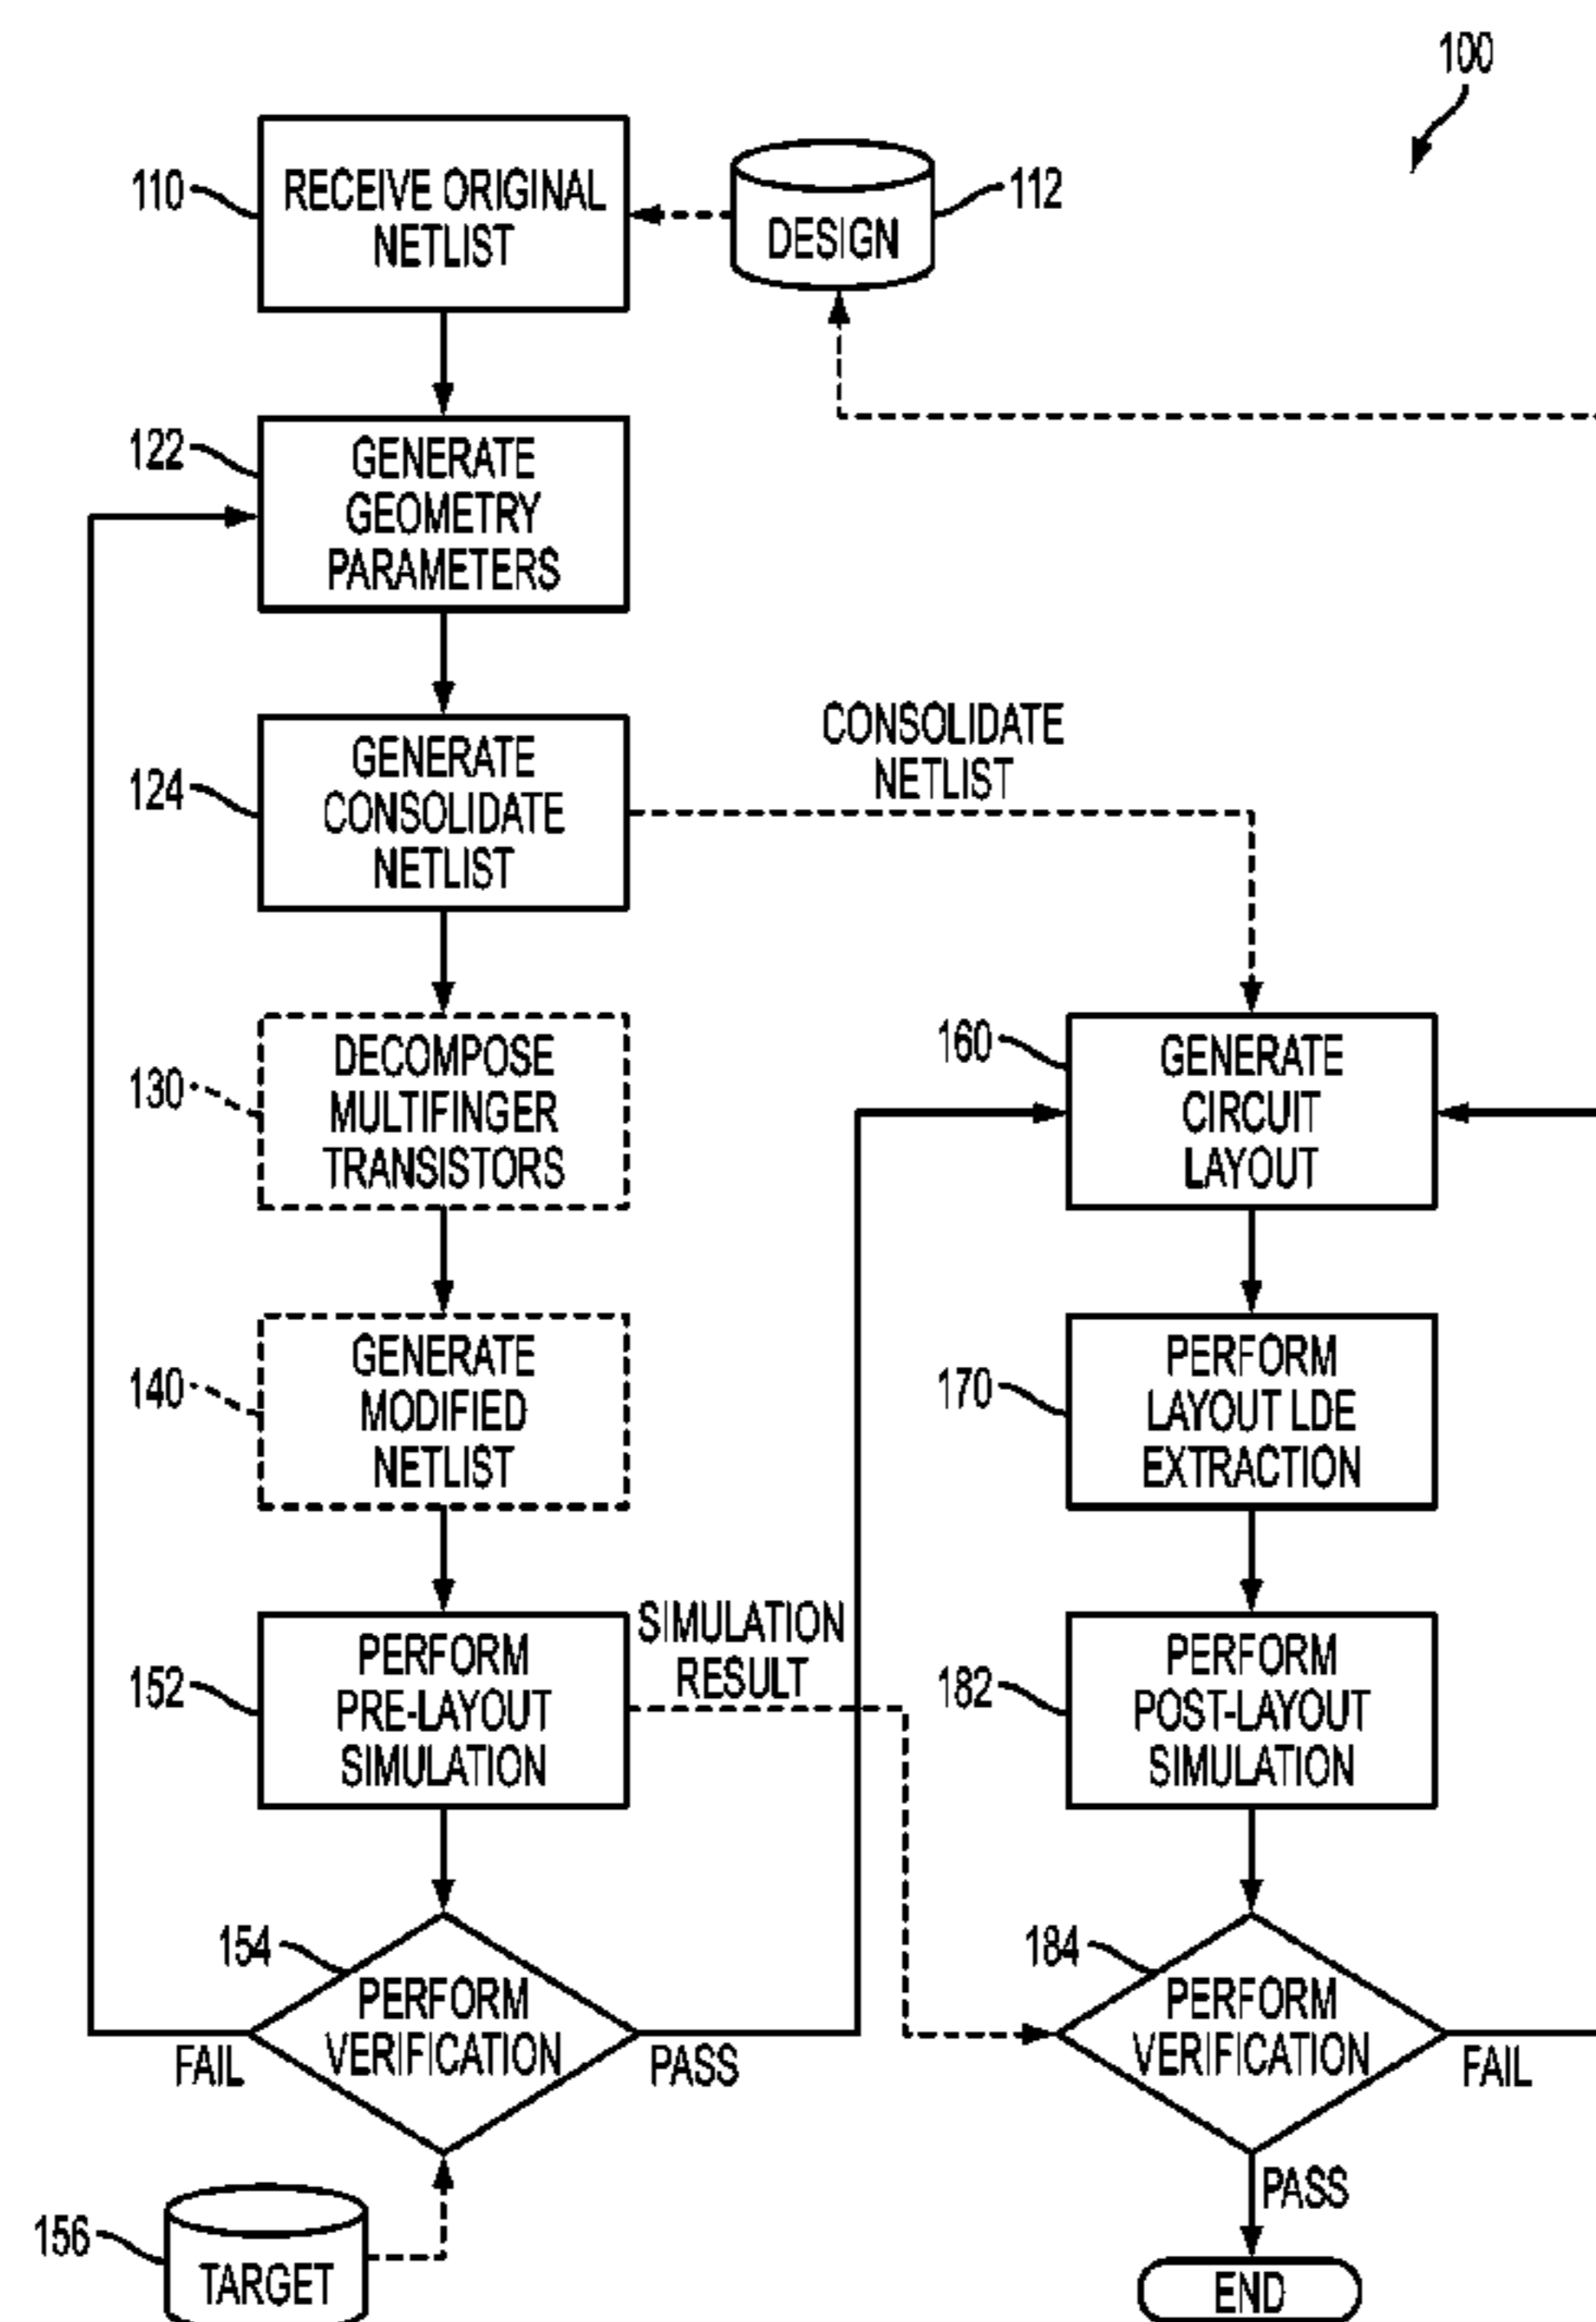 100
110
RECEIVE ORIGINAL
NETLIST
DESIGN
112
122
GENERATE
GEOMETRY
PARAMETERS
124
GENERATE
CONSOLIDATE
NETLIST
CONSOLIDATE
NETLIST
130
DECOMPOSE
MULTIFINGER
TRANSISTORS
160
GENERATE
CIRCUIT
LAYOUT
140
GENERATE
MODIFIED
NETLIST
170
PERFORM
LAYOUT LDE
EXTRACTION
152
PERFORM
PRE-LAYOUT
SIMULATION
SIMULATION
RESULT
182
PERFORM
POST-LAYOUT
SIMULATION
154
PERFORM
VERIFICATION
FAIL
PASS
184
PERFORM
VERIFICATION
FAIL
PASS
156
TARGET
END